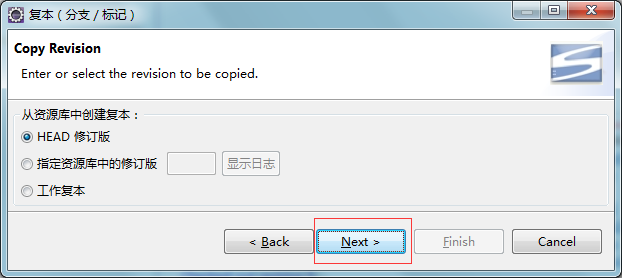 复本 ( 分支 / 标记 )
Copy Revision
Enter or select the revision to be copied.
从资源库中创建复本：
HEAD 修订版
指定资源库中的修订版 显示日志
工作复本
< Back Next > Finish Cancel